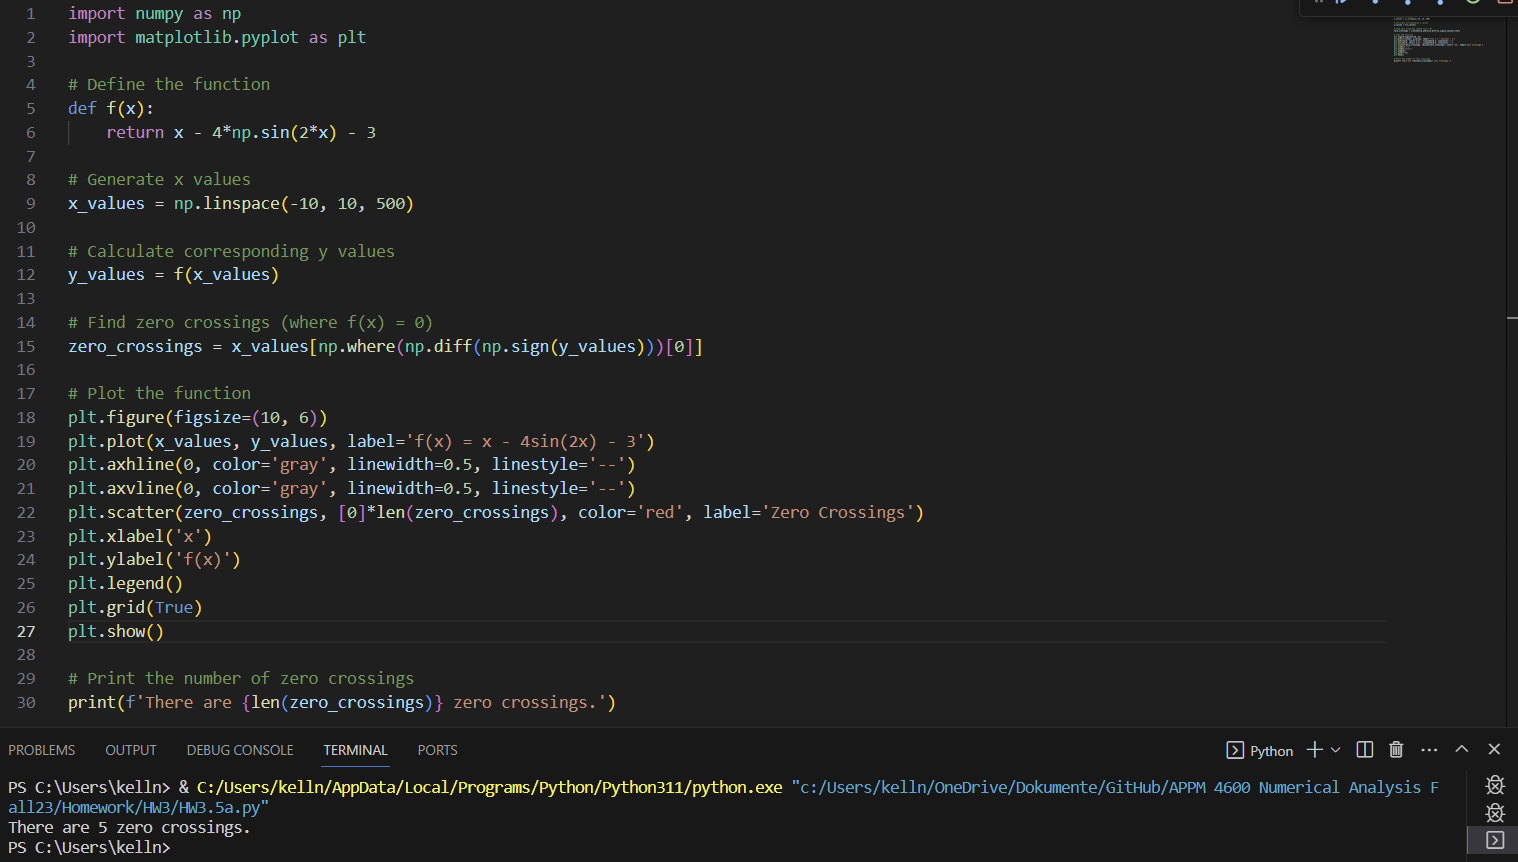 1 import numpy as np
2 import matplotlib.pyplot as plt
3
4 # Define the function
5 def f(x):
6     return x - 4*np.sin(2*x) - 3
7
8 # Generate x values
9 x_values = np.linspace(-10, 10, 500)
10
11 # Calculate corresponding y values
12 y_values = f(x_values)
13
14 # Find zero crossings (where f(x) = 0)
15 zero_crossings = x_values[np.where(np.diff(np.sign(y_values)))[0]]
16
17 # Plot the function
18 plt.figure(figsize=(10, 6))
19 plt.plot(x_values, y_values, label='f(x) = x - 4sin(2x) - 3')
20 plt.axhline(0, color='gray', linewidth=0.5, linestyle='--')
21 plt.axvline(0, color='gray', linewidth=0.5, linestyle='--')
22 plt.scatter(zero_crossings, [0]*len(zero_crossings), color='red', label='Zero Crossings')
23 plt.xlabel('x')
24 plt.ylabel('f(x)')
25 plt.legend()
26 plt.grid(True)
27 plt.show()
28
29 # Print the number of zero crossings
30 print(f'There are {len(zero_crossings)} zero crossings.')
PROBLEMS OUTPUT DEBUG CONSOLE TERMINAL PORTS Python
PS C:\Users\kelln> & C:/Users/kelln/AppData/Local/Programs/Python/Python311/python.exe "c:/Users/kelln/OneDrive/Dokumente/GitHub/APPM 4600 Numerical Analysis F
all23/Homework/HW3/HW3.5a.py"
There are 5 zero crossings.
PS C:\Users\kelln>